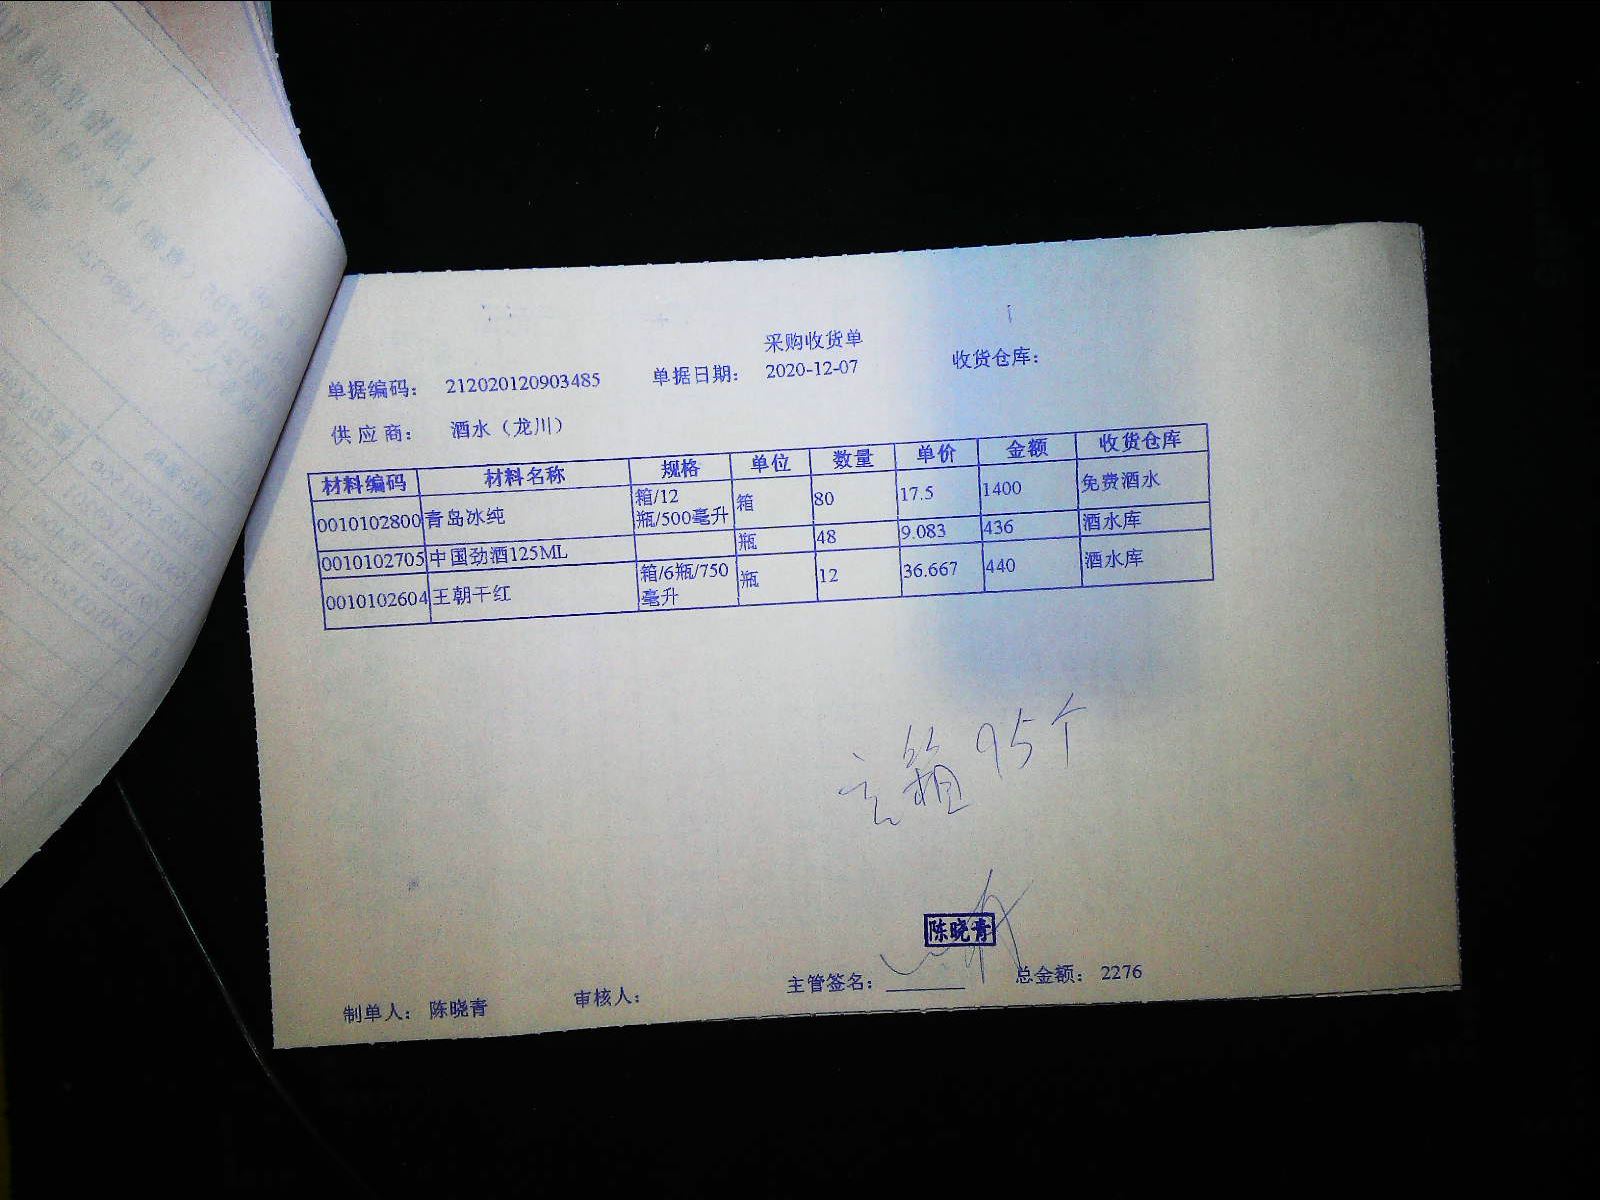 采购收货单
单据编码： 212020120903485 单据日期： 2020-12-07 收货仓库：
供应商： 酒水（龙川）
材料编码 材料名称 规格 单位 数量 单价 金额 收货仓库
0010102800 青岛冰纯 箱/12瓶/500毫升 箱 80 17.5 1400 免费酒水
0010102705 中国劲酒125ML 瓶 48 9.083 436 酒水库
0010102604 王朝干红 箱/6瓶/750毫升 瓶 12 36.667 440 酒水库
箱95个
陈晓青
制单人： 陈晓青 审核人： 主管签名： 总金额： 2276